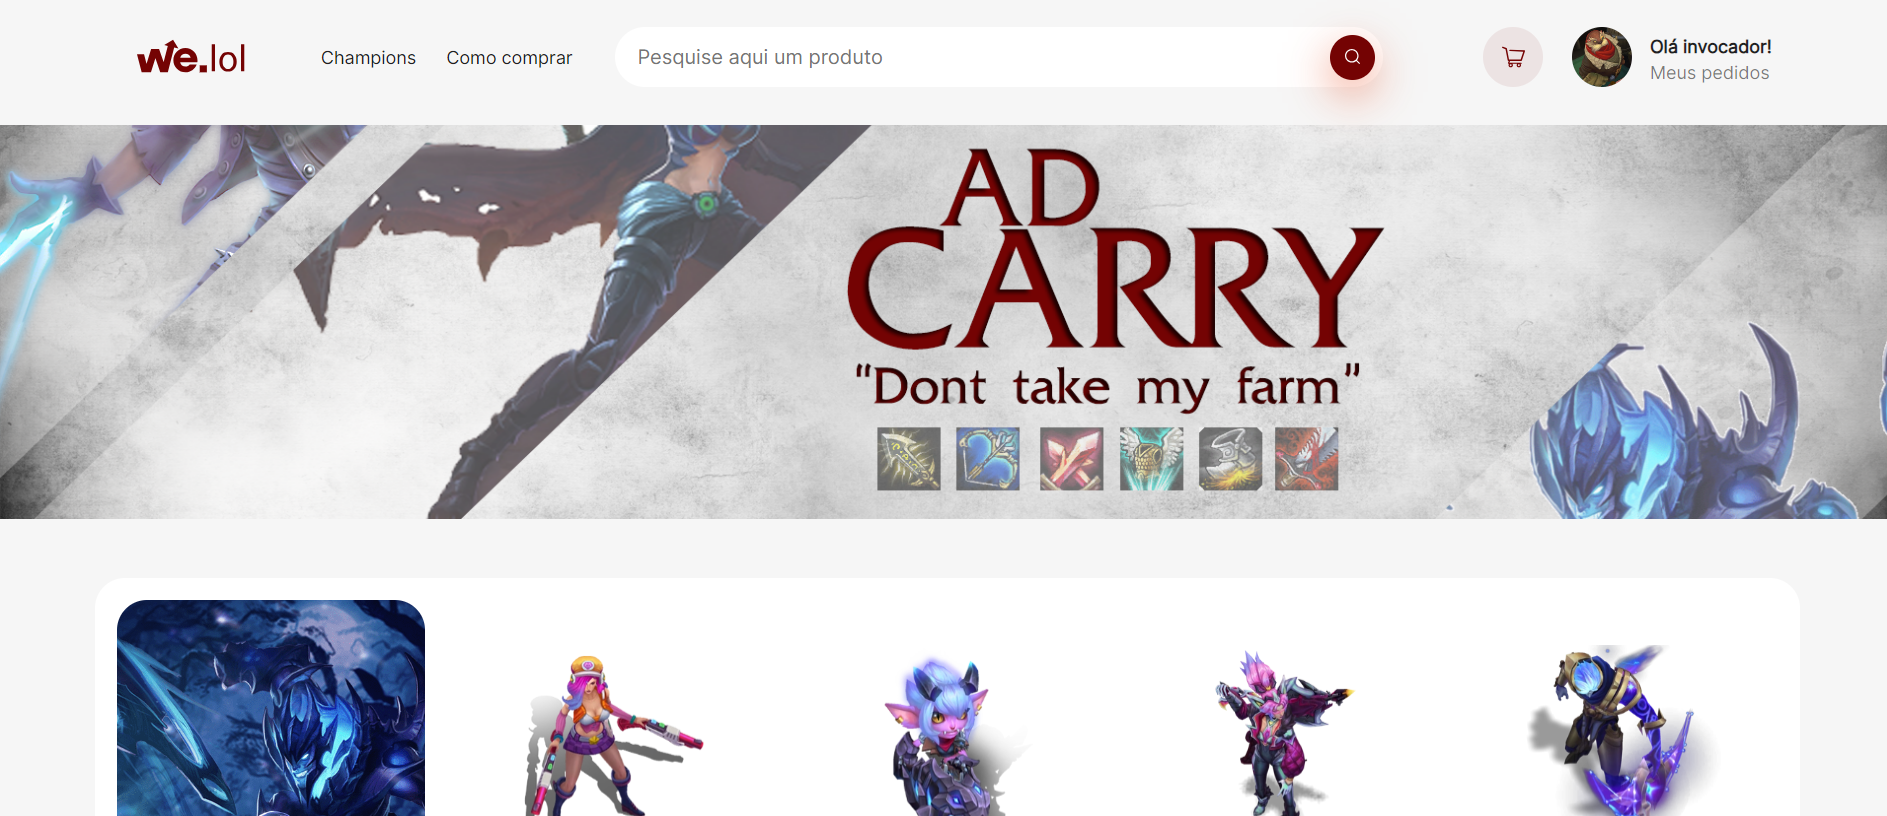 we.lol
Champions
Como comprar
Pesquise aqui um produto
Olá invocador!
Meus pedidos
AD
CARRY
"Dont take my farm"